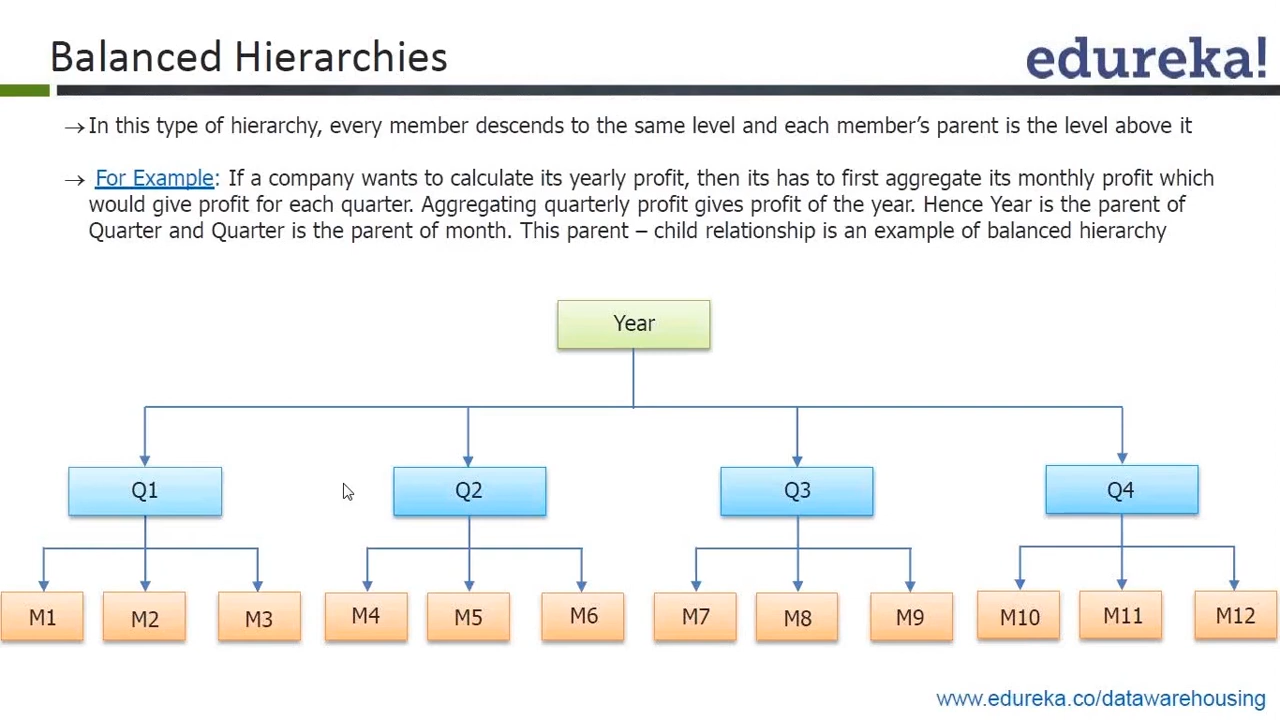 Balanced Hierarchies
edureka!
→In this type of hierarchy, every member descends to the same level and each member's parent is the level above it
→ For Example: If a company wants to calculate its yearly profit, then its has to first aggregate its monthly profit which
would give profit for each quarter. Aggregating quarterly profit gives profit of the year. Hence Year is the parent of
Quarter and Quarter is the parent of month. This parent – child relationship is an example of balanced hierarchy
Year
Q1 Q2 Q3 Q4
M1 M2 M3 M4 M5 M6 M7 M8 M9 M10 M11 M12
www.edureka.co/datawarehousing